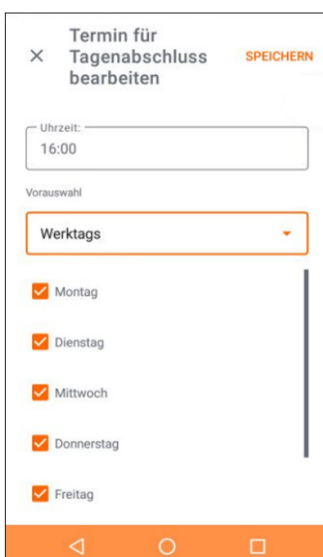 Termin für
Tagenabschluss
bearbeiten
SPEICHERN
Uhrzeit:
16:00
Vorauswahl
Werktags
Montag
Dienstag
Mittwoch
Donnerstag
Freitag